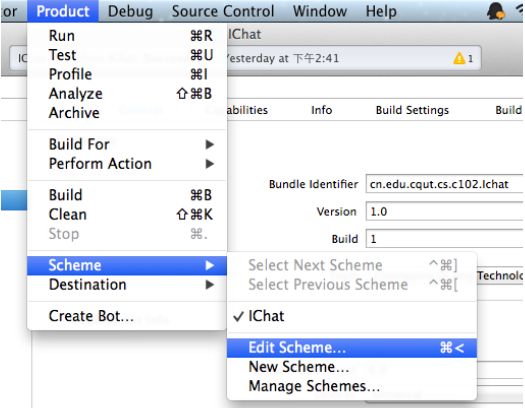 or Product Debug Source Control Window Help
IChat
Yesterday at 下午2:41 1
Info Build Settings Build
Run ⌘R
Test ⌘U
Profile ⌘I
Analyze ⇧⌘B
Archive
Build For ▶
Perform Action ▶
Build ⌘B
Clean ⇧⌘K
Stop ⌘.
Scheme ▶
Destination ▶
Create Bot...
Bundle Identifier cn.edu.cqut.cs.c102.Ichat
Version 1.0
Build 1
Technolo
Select Next Scheme ^⌘]
Select Previous Scheme ^⌘[
✓ IChat
Edit Scheme... ⌘<
New Scheme...
Manage Schemes...